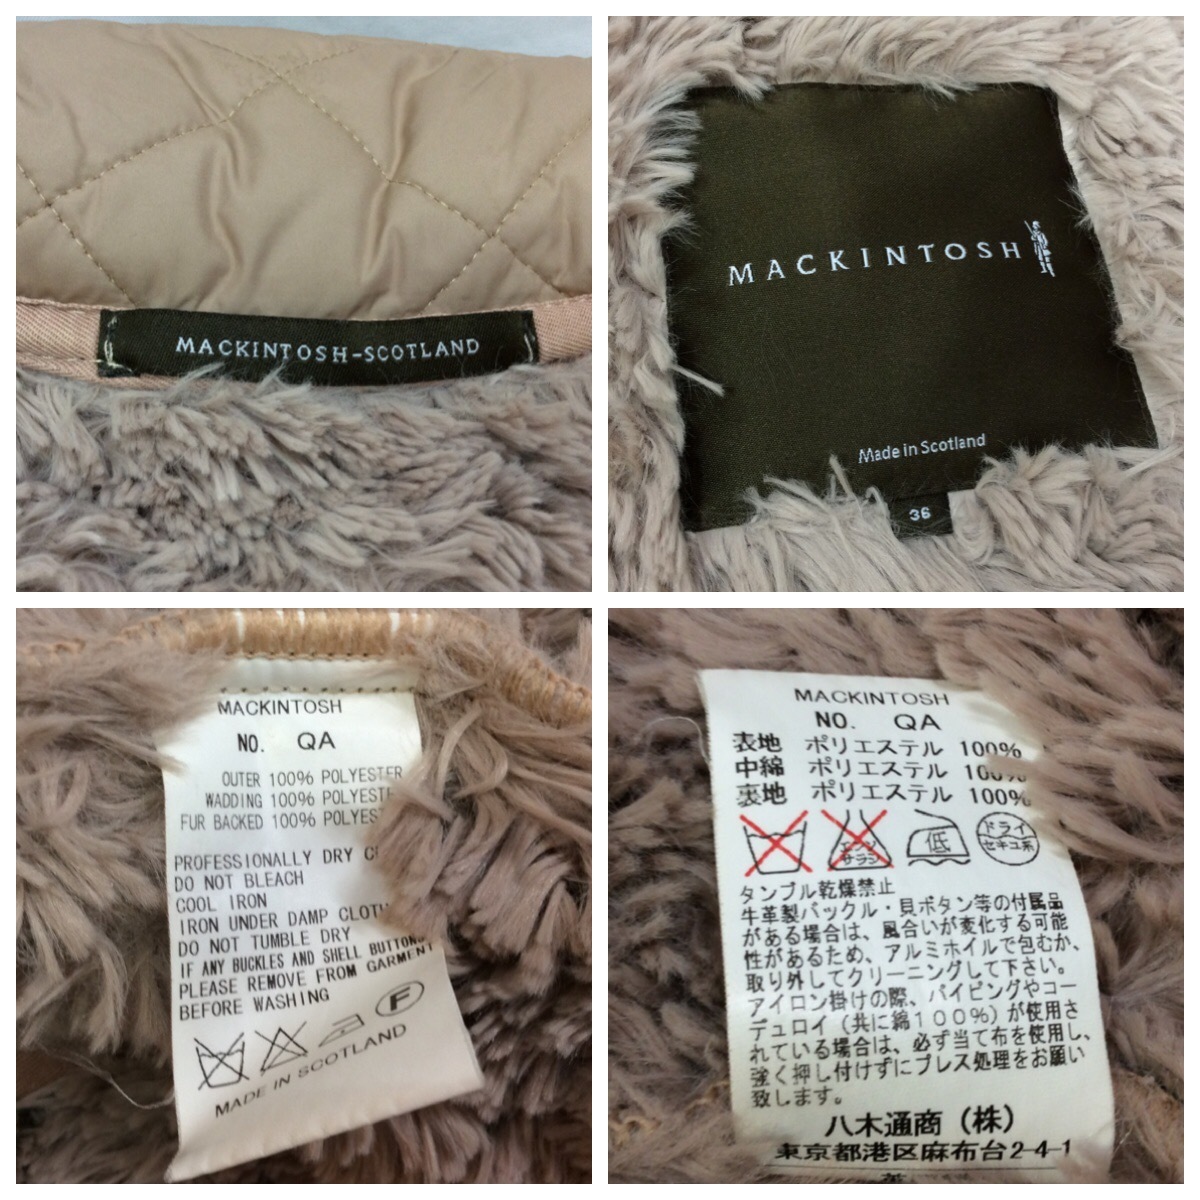 MACKINTOSH-SCOTLAND
MACKINTOSH
Made in Scotland
36
MACKINTOSH
NO. QA
OUTER 100% POLYESTER
WADDING 100% POLYESTE
FUR BACKED 100% POLYES
PROFESSIONALLY DRY C
DO NOT BLEACH
COOL IRON
IRON UNDER DAMP CLOTH
DO NOT TUMBLE DRY
IF ANY BUCKLES AND SHELL BUTTONS
PLEASE REMOVE FROM GARMENT
BEFORE WASHING
F
MADE IN SCOTLAND
MACKINTOSH
NO. QA
表地 ポリエステル 100%
中綿 ポリエステル 100%
裏地 ポリエステル 100%
エンソ サラシ 低 ドライ セキユ系
タンブル乾燥禁止
牛革製バックル・貝ボタン等の付属品
がある場合は、風合いが変化する可能
性があるため、アルミホイルで包むか、
取り外してクリーニングして下さい。
アイロン掛けの際、パイピングやコー
デュロイ(共に綿100%)が使用さ
れている場合は、必ず当て布を使用し、
強く押し付けずにプレス処理をお願い
致します。
八木通商(株)
東京都港区麻布台2-4-1